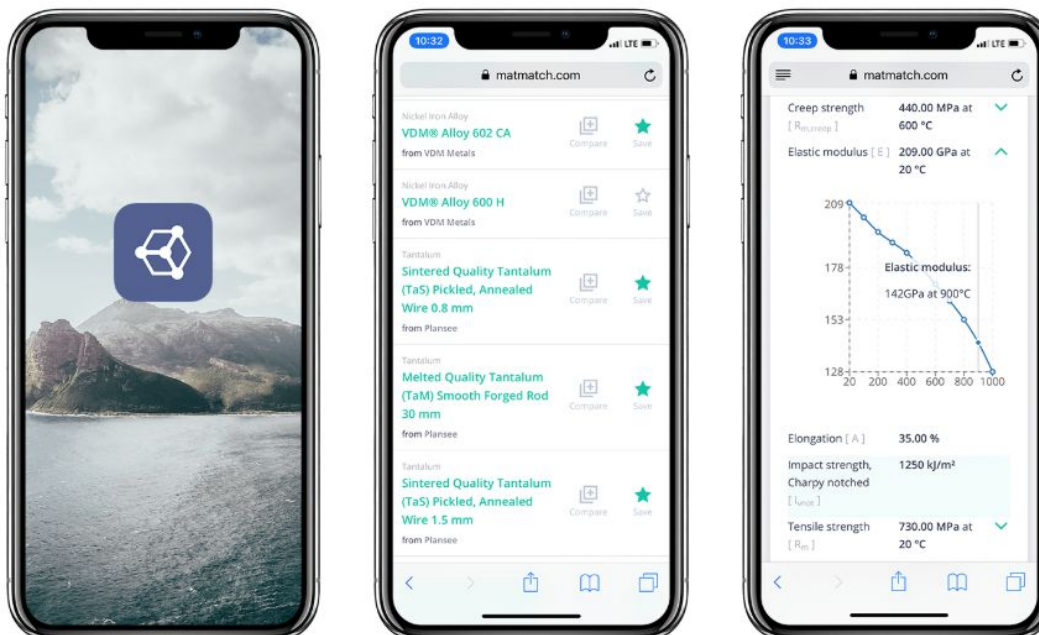 10:32
LTE
matmatch.com
Nickel Iron Alloy
VDM® Alloy 602 CA
from VDM Metals
Compare
Save
Nickel Iron Alloy
VDM® Alloy 600 H
from VDM Metals
Compare
Save
Tantalum
Sintered Quality Tantalum
(TaS) Pickled, Annealed
Wire 0.8 mm
from Plansee
Compare
Save
Tantalum
Melted Quality Tantalum
(TaM) Smooth Forged Rod
30 mm
from Plansee
Compare
Save
Tantalum
Sintered Quality Tantalum
(TaS) Pickled, Annealed
Wire 1.5 mm
from Plansee
Compare
Save
10:33
LTE
matmatch.com
Creep strength 440.00 MPa at
600 °C
Elastic modulus [ E ] 209.00 GPa at
20 °C
209
178
153
128
Elastic modulus:
142GPa at 900°C
20 200 400 600 800 1000
Elongation [ A ] 35.00 %
Impact strength, 1250 kJ/m²
Charpy notched
Tensile strength 730.00 MPa at
[ Rm ] 20 °C